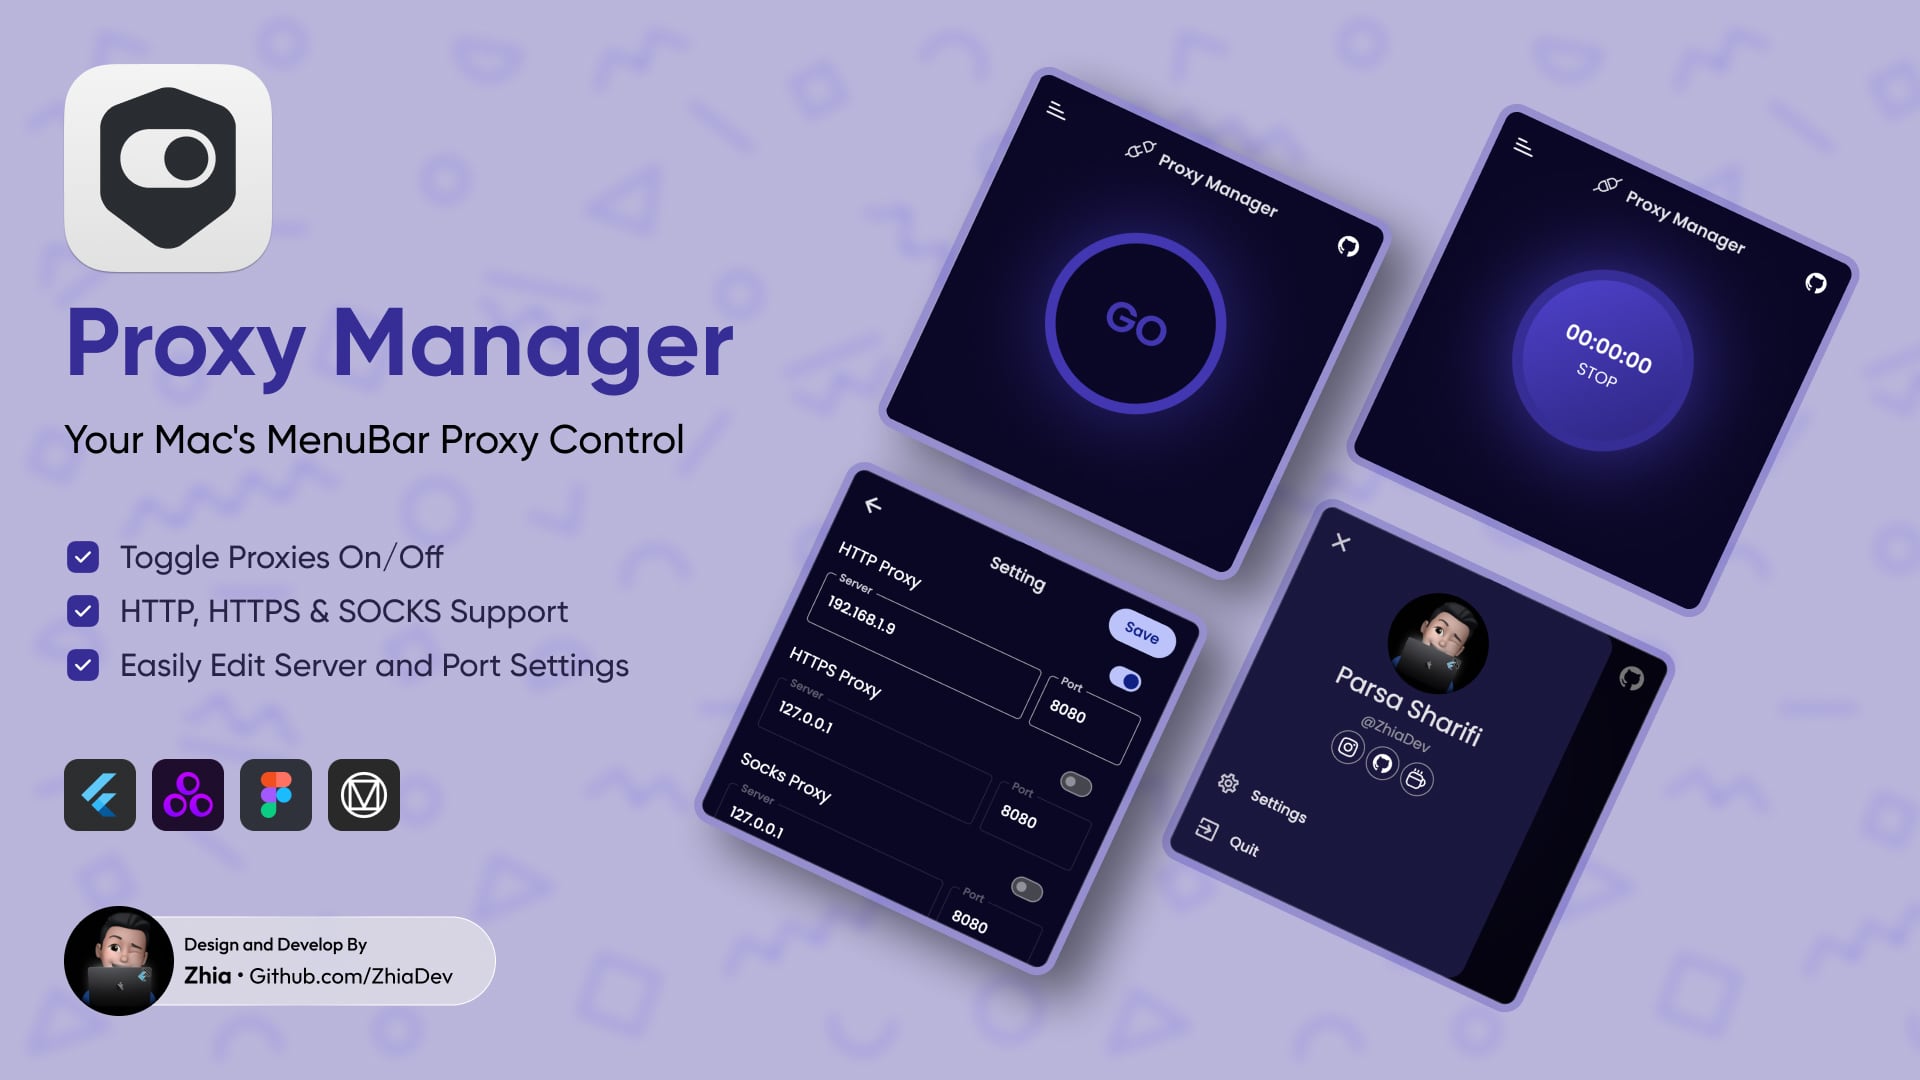 Proxy Manager
Your Mac's MenuBar Proxy Control
Toggle Proxies On/Off
HTTP, HTTPS & SOCKS Support
Easily Edit Server and Port Settings
Design and Develop By
Zhia • Github.com/ZhiaDev
Proxy Manager
GO
Proxy Manager
00:00:00
STOP
Setting
Save
HTTP Proxy
Server
192.168.1.9
Port
8080
HTTPS Proxy
Server
127.0.0.1
Port
8080
Socks Proxy
Server
127.0.0.1
Port
8080
Parsa Sharifi
@ZhiaDev
Settings
Quit